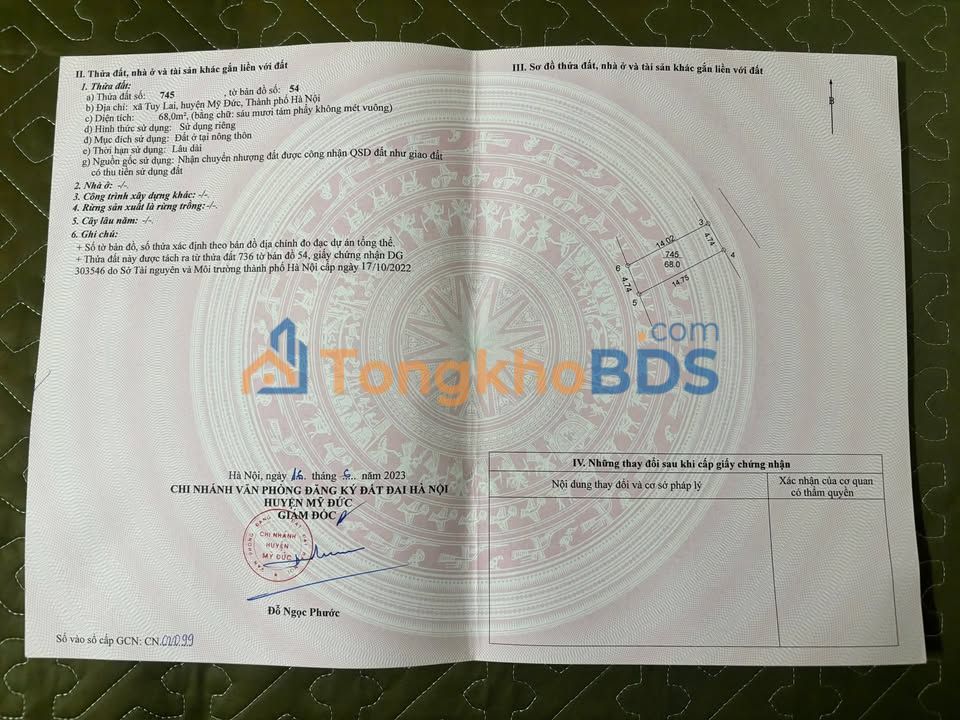 II. Thửa đất, nhà ở và tài sản khác gắn liền với đất
1. Thửa đất:
a) Thửa đất số: 745 , tờ bản đồ số: 54
b) Địa chỉ: xã Tuy Lai, huyện Mỹ Đức, Thành phố Hà Nội
c) Diện tích: 68,0m², (bằng chữ: sáu mươi tám phẩy không mét vuông)
d) Hình thức sử dụng: Sử dụng riêng
đ) Mục đích sử dụng: Đất ở tại nông thôn
e) Thời hạn sử dụng: Lâu dài
g) Nguồn gốc sử dụng: Nhận chuyển nhượng đất được công nhận QSD đất như giao đất
có thu tiền sử dụng đất
2. Nhà ở: -/-
3. Công trình xây dựng khác: -/-
4. Rừng sản xuất là rừng trồng:-/-
5. Cây lâu năm: -/-
6. Ghi chú:
+ Số tờ bản đồ, số thửa xác định theo bản đồ địa chính đo đạc dự án tổng thể.
+ Thửa đất này được tách ra từ thửa đất 736 tờ bản đồ 54, giấy chứng nhận DG
303546 do Sở Tài nguyên và Môi trường thành phố Hà Nội cấp ngày 17/10/2022
Hà Nội, ngày 16 tháng 5 năm 2023
CHI NHÁNH VĂN PHÒNG ĐĂNG KÝ ĐẤT ĐAI HÀ NỘI
HUYỆN MỸ ĐỨC
GIÁM ĐỐC
CHI NHÁNH
HUYỆN
MỸ ĐỨC
Đỗ Ngọc Phước
Số vào sổ cấp GCN: CN.02099
III. Sơ đồ thửa đất, nhà ở và tài sản khác gắn liền với đất
B
3
14.02
4.74
745
68.0
4
6
4.74
14.75
5
TongkhoBDS.com
IV. Những thay đổi sau khi cấp giấy chứng nhận
Nội dung thay đổi và cơ sở pháp lý
Xác nhận của cơ quan
có thẩm quyền